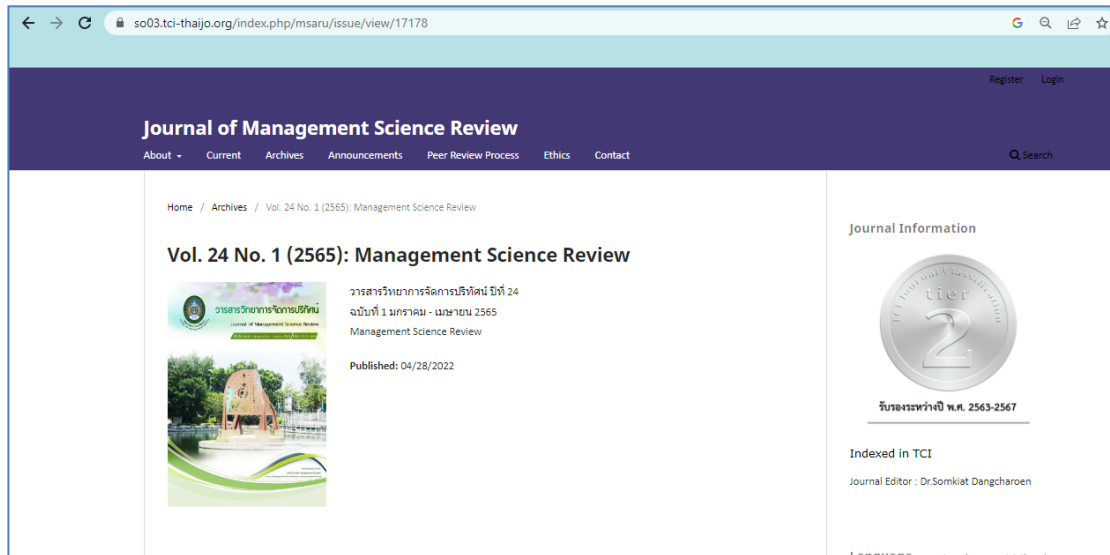 so03.tci-thaijo.org/index.php/msaru/issue/view/17178
Register Login
Journal of Management Science Review
About Current Archives Announcements Peer Review Process Ethics Contact
Search
Home / Archives / Vol. 24 No. 1 (2565): Management Science Review
Vol. 24 No. 1 (2565): Management Science Review
วารสารวิทยาการจัดการปริทัศน์
Journal of Management Science Review
วารสารวิทยาการจัดการปริทัศน์ ปีที่ 24
ฉบับที่ 1 มกราคม - เมษายน 2565
Management Science Review
Published: 04/28/2022
Journal Information
TCI Journal Classification
tier
2
รับรองระหว่างปี พ.ศ. 2563-2567
Indexed in TCI
Journal Editor : Dr.Somkiat Dangcharoen